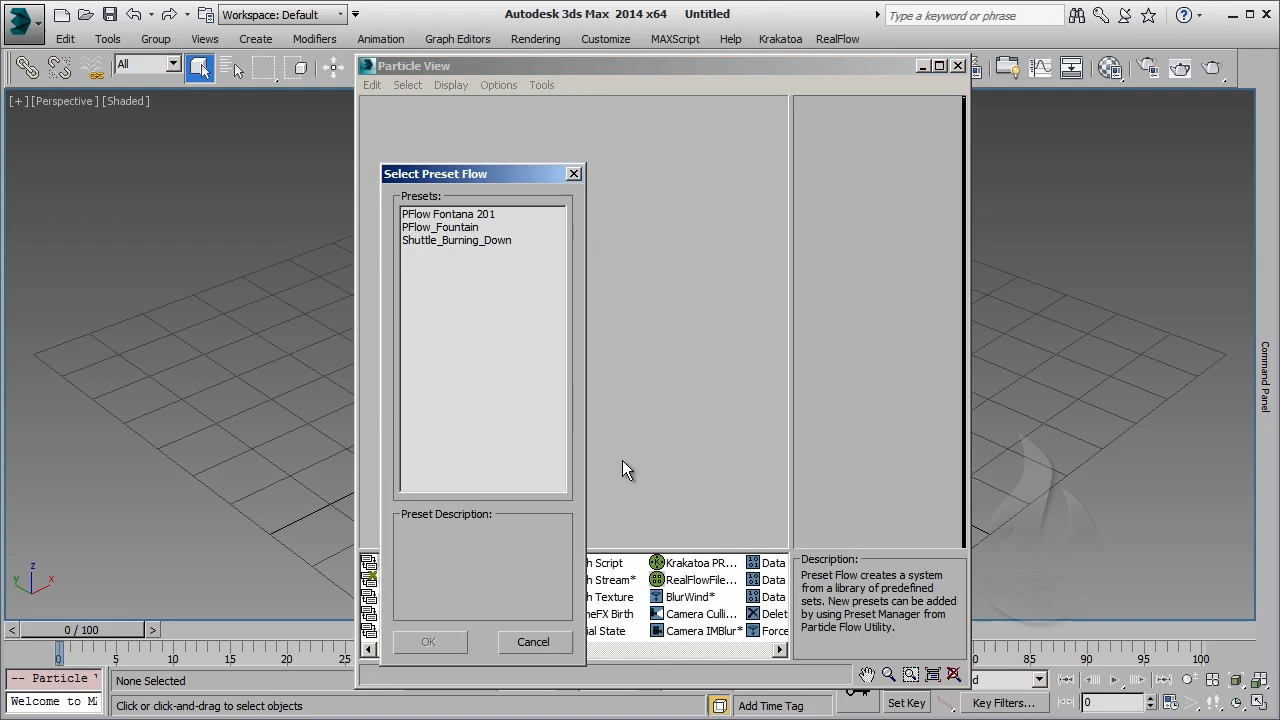 Workspace: Default
Autodesk 3ds Max 2014 x64 Untitled
Type a keyword or phrase
Edit Tools Group Views Create Modifiers Animation Graph Editors Rendering Customize MAXScript Help Krakatoa RealFlow
All
Particle View
Edit Select Display Options Tools
[+][Perspective][Shaded]
Select Preset Flow
Presets:
PFlow Fontana 201
PFlow_Fountain
Shuttle_Burning_Down
Preset Description:
OK Cancel
h Script Krakatoa PR... Data
h Stream* RealFlowFile... Data
h Texture BlurWind* Data
neFX Birth Camera Culli... Delet
ial State Camera IMBlur* Force
Description:
Preset Flow creates a system
from a library of predefined
sets. New presets can be added
by using Preset Manager from
Particle Flow Utility.
Command Panel
z
y
x
< 0 / 100 >
0 5 10 15 20 25 80 85 90 95 100
-- Particle
None Selected
d
Welcome to M
Click or click-and-drag to select objects
Add Time Tag
Set Key
Key Filters...
0